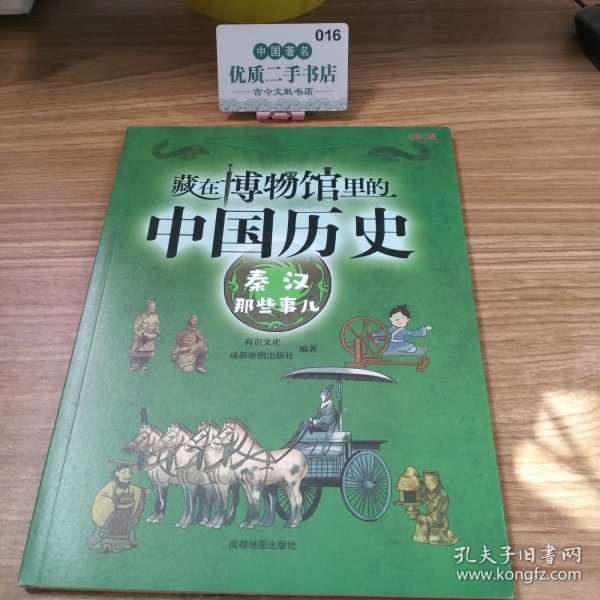 016
中国著名
优质二手书店
古今文献书店
藏在博物馆里的
中国历史
秦汉
那些事儿
有识文化
成都地图出版社
编著
成都地图出版社
孔夫子旧书网
www.kongfz.com